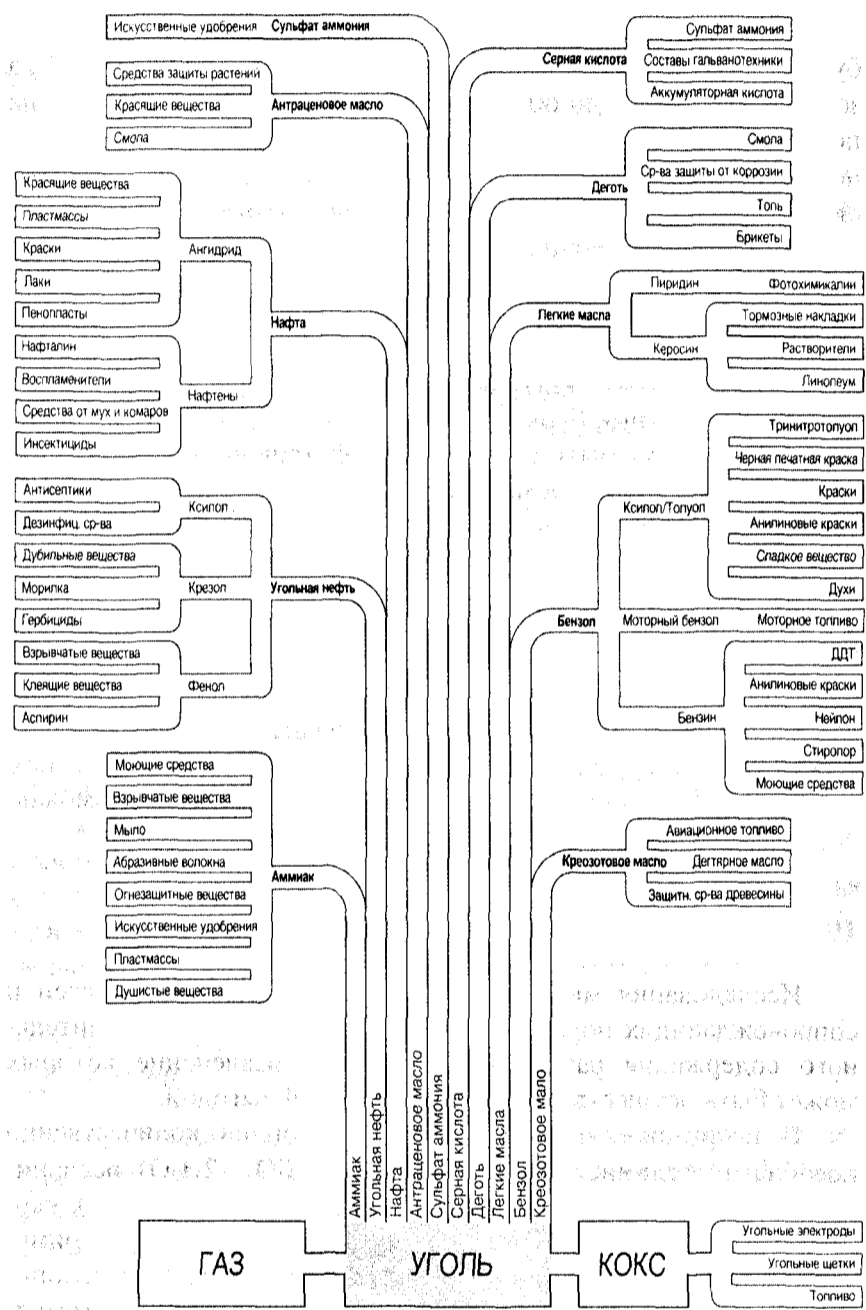 Искусственные удобрения Сульфат аммония
Средства защиты растений
Красящие вещества Антраценовое масло
Смола
Красящие вещества
Пластмассы
Краски Ангидрид
Лаки
Пенопласты
Нафта
Нафталин
Воспламенители
Нафтены
Средства от мух и комаров
Инсектициды
Антисептики
Ксилол
Дезинфиц. ср-ва
Дубильные вещества
Морилка Крезол Угольная нефть
Гербициды
Взрывчатые вещества
Клеящие вещества Фенол
Аспирин
Моющие средства
Взрывчатые вещества
Мыло
Абразивные волокна
Аммиак
Огнезащитные вещества
Искусственные удобрения
Пластмассы
Душистые вещества
Сульфат аммония
Серная кислота Составы гальванотехники
Аккумуляторная кислота
Смола
Ср-ва защиты от коррозии
Деготь
Толь
Брикеты
Пиридин Фотохимикалии
Легкие масла
Тормозные накладки
Керосин Растворители
Линолеум
Тринитротолуол
Черная печатная краска
Краски
Ксилол/Толуол
Анилиновые краски
Сладкое вещество
Духи
Бензол Моторный бензол Моторное топливо
ДДТ
Анилиновые краски
Бензин Нейлон
Стиропор
Моющие средства
Авиационное топливо
Креозотовое масло Дегтярное масло
Защитн. ср-ва древесины
Аммиак
Угольная нефть
Нафта
Антраценовое масло
Сульфат аммония
Серная кислота
Деготь
Легкие масла
Бензол
Креозотовое мало
ГАЗ УГОЛЬ КОКС
Угольные электроды
Угольные щетки
Топливо